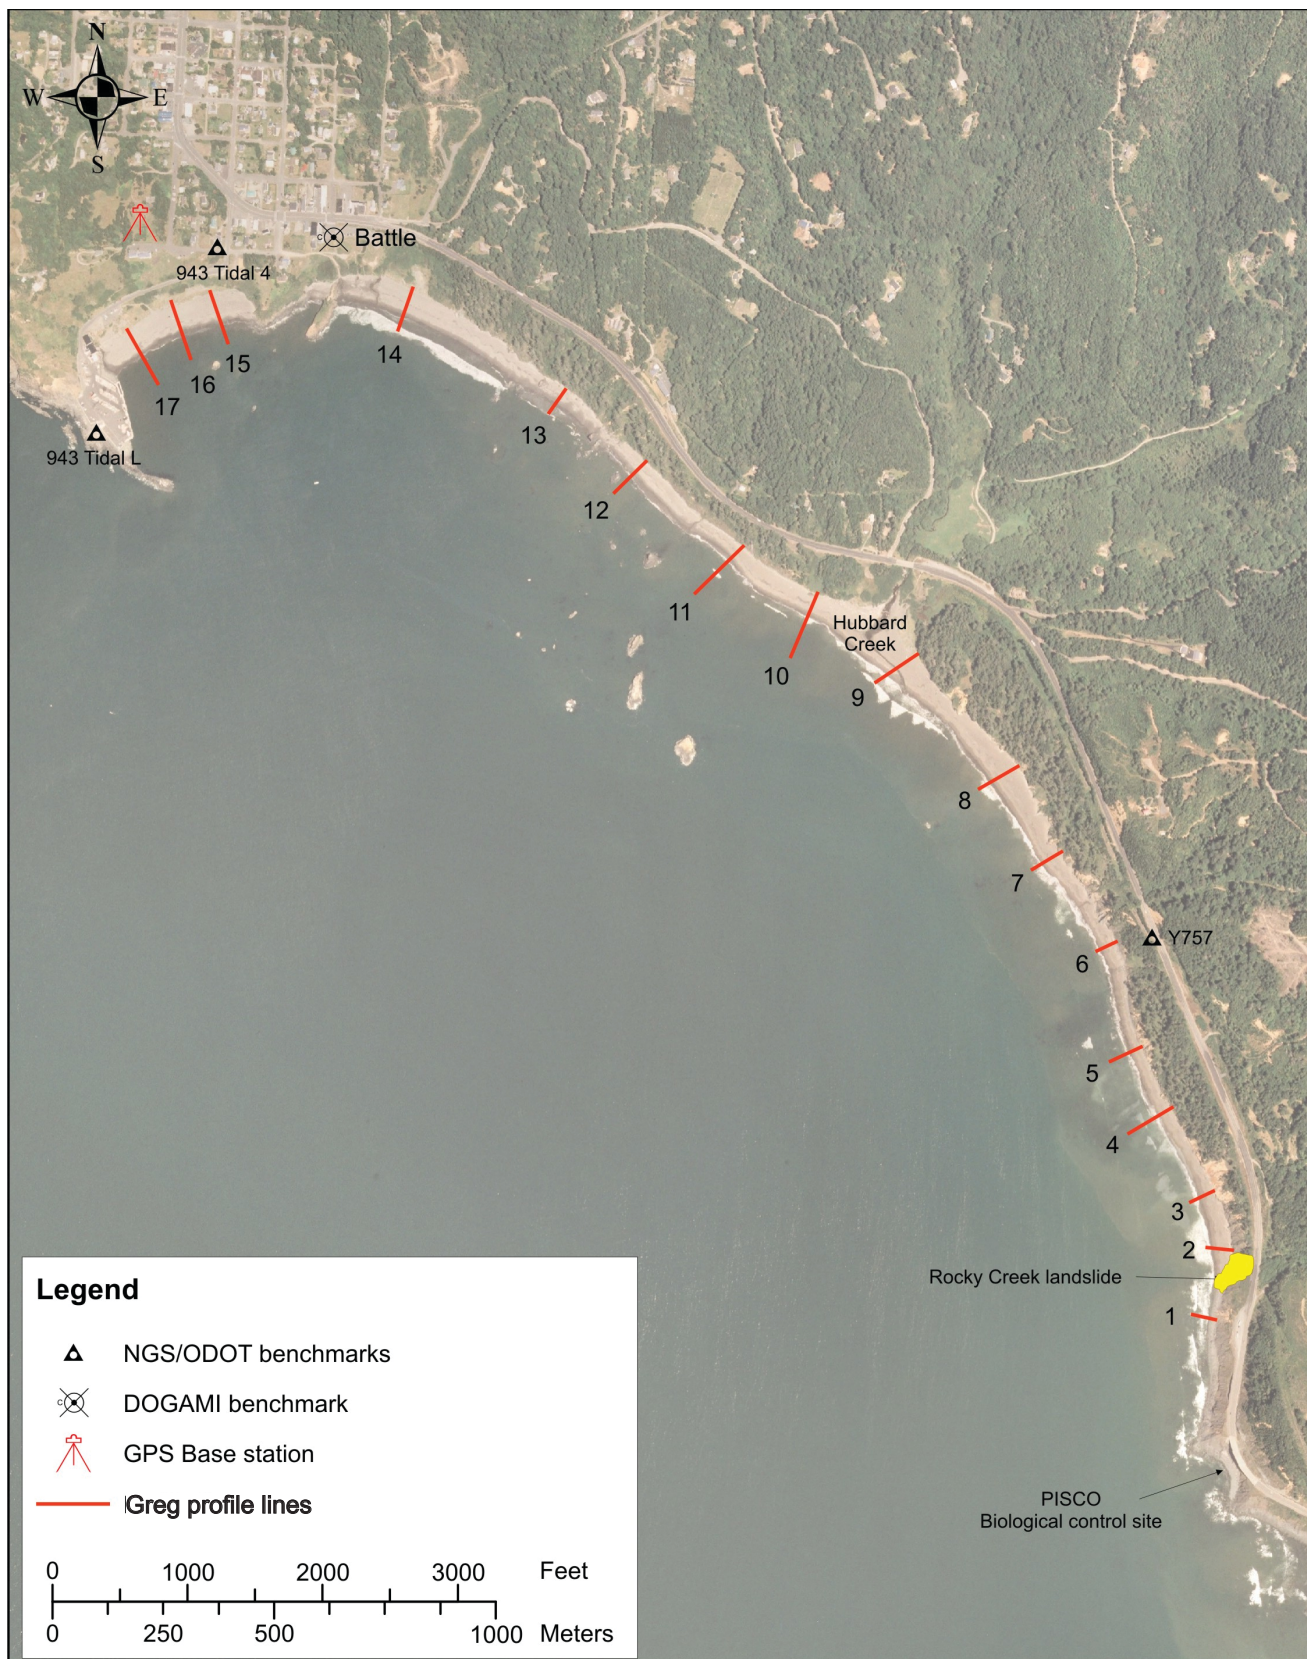 N
W
E
S
943 Tidal 4
C
Battle
943 Tidal L
17
16
15
14
13
12
11
10
Hubbard
Creek
9
8
7
6
Y757
5
4
3
2
Rocky Creek landslide
1
PISCO
Biological control site
Legend
NGS/ODOT benchmarks
C
DOGAMI benchmark
GPS Base station
Greg profile lines
0 1000 2000 3000 Feet
0 250 500 1000 Meters